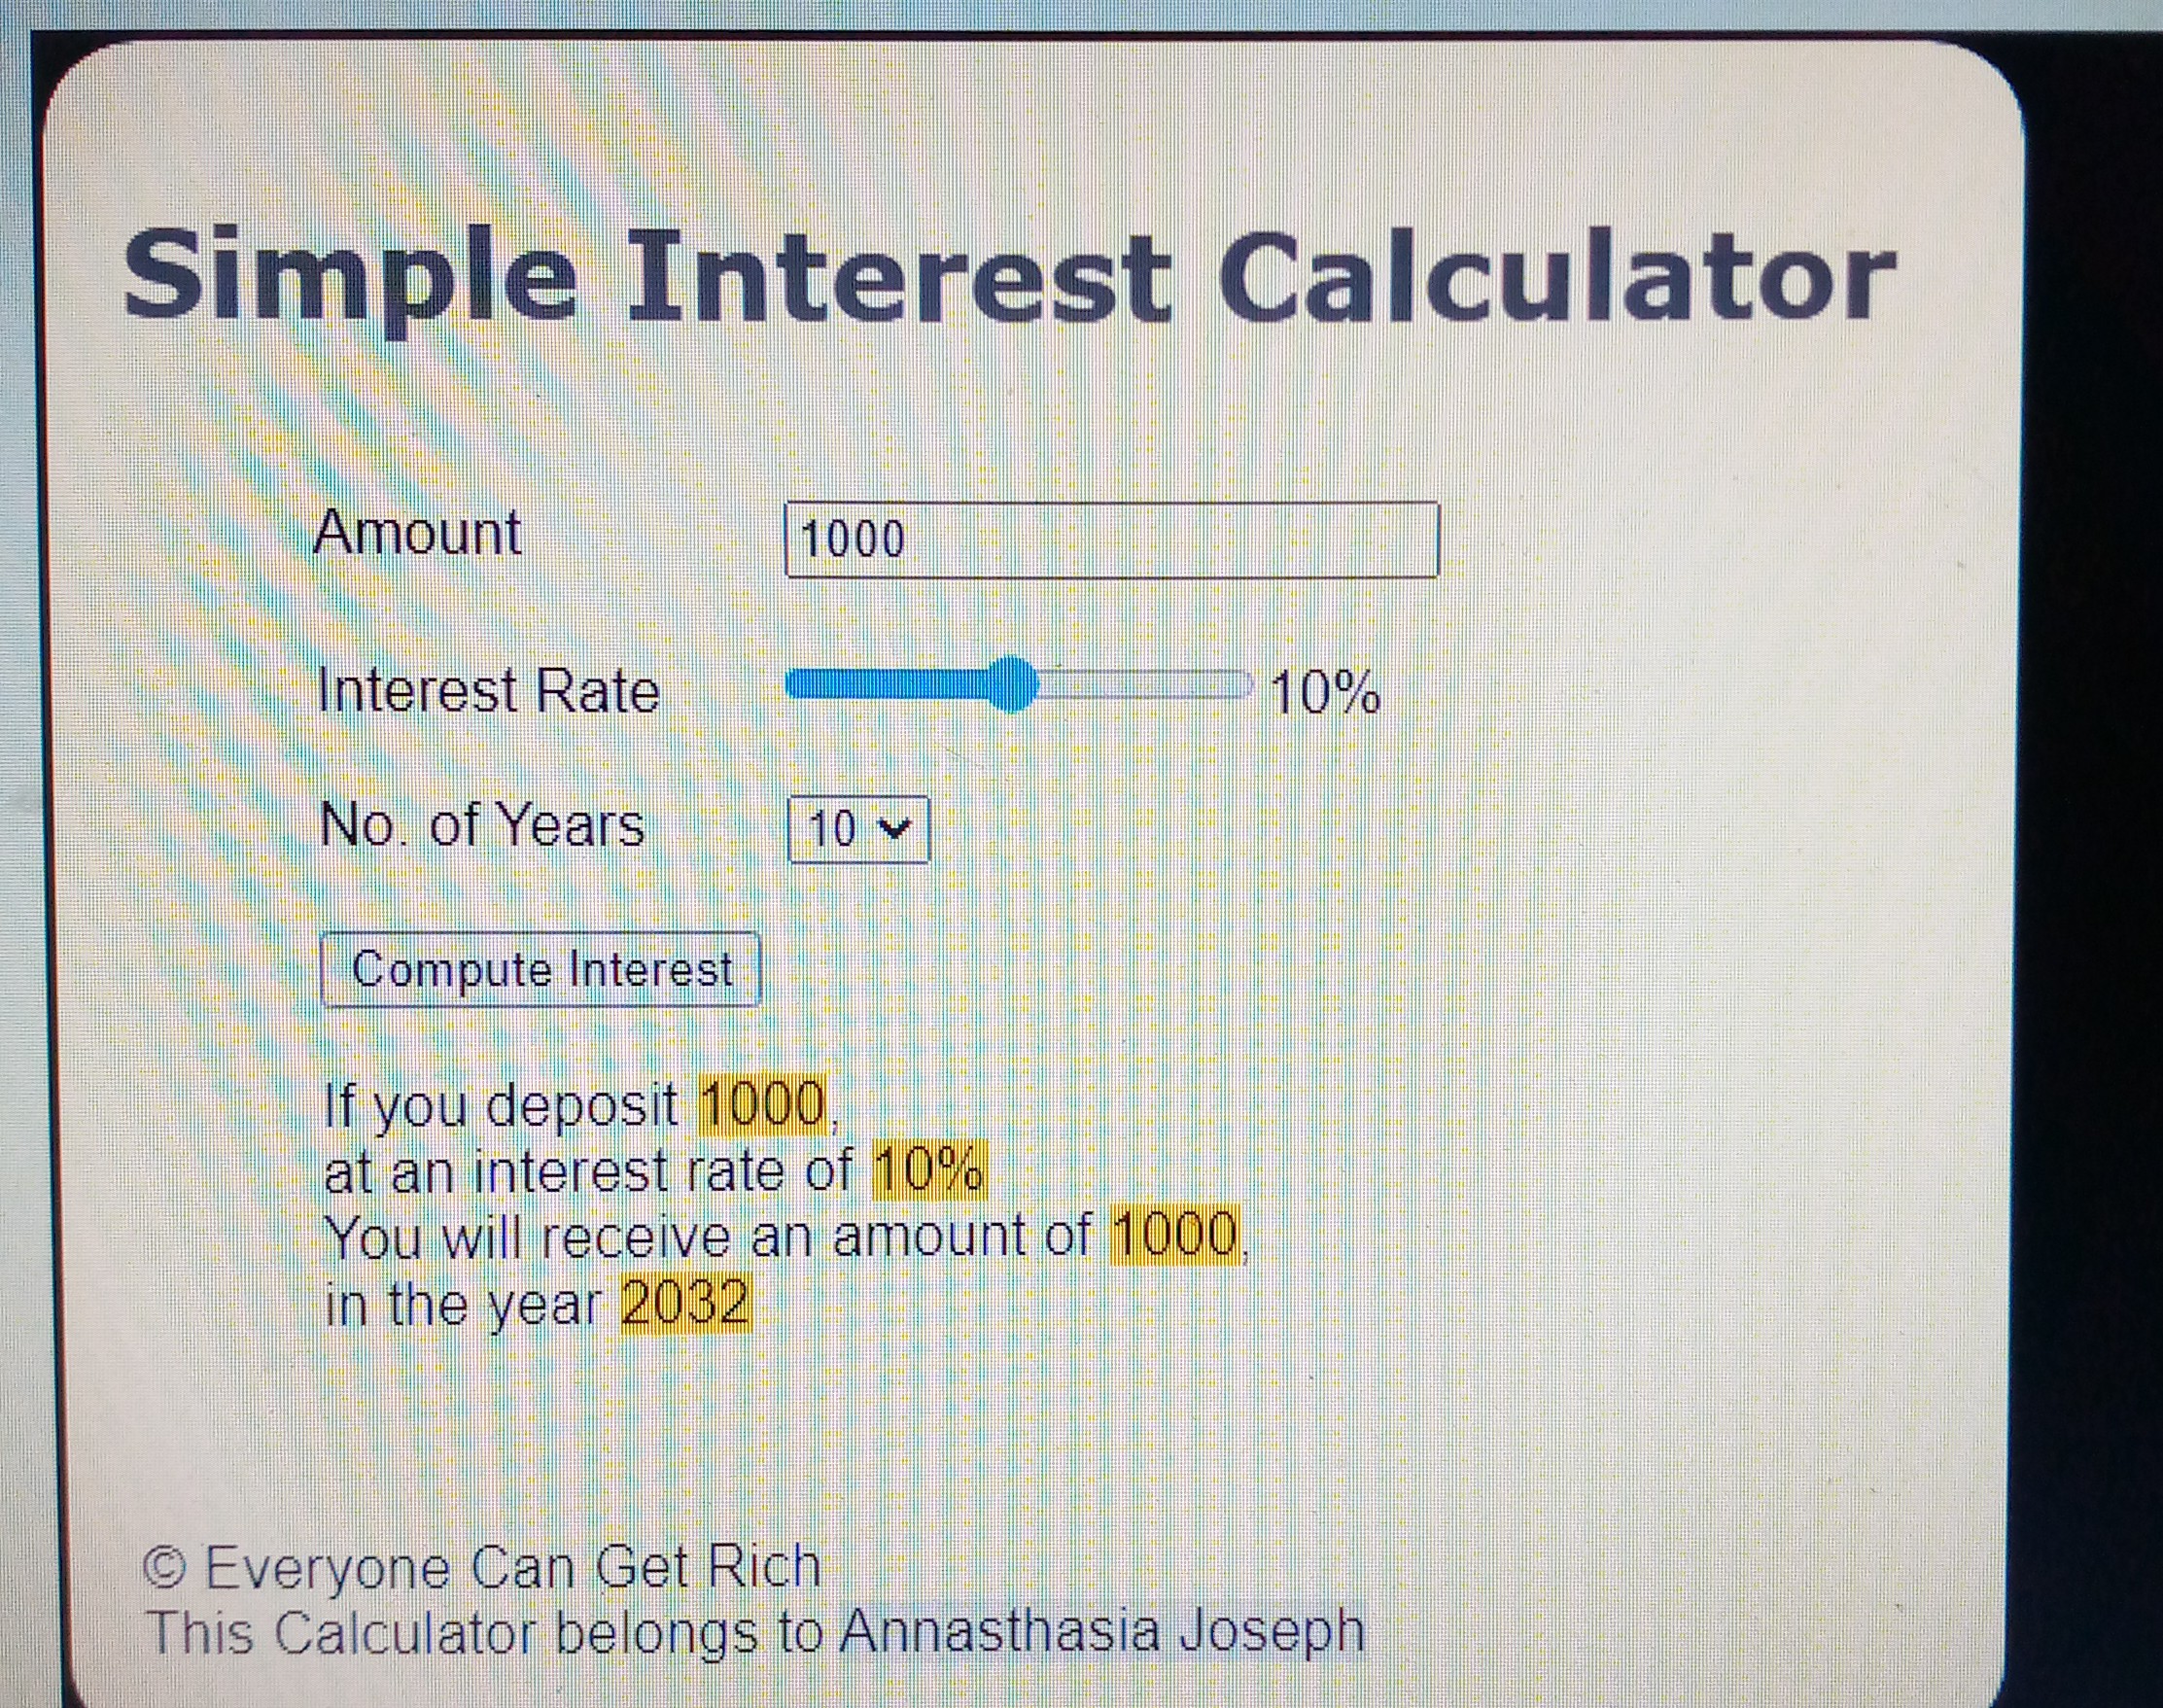 Simple Interest Calculator
Amount 1000
Interest Rate 10%
No. of Years 10
Compute Interest
If you deposit 1000,
at an interest rate of 10%
You will receive an amount of 1000,
in the year 2032
© Everyone Can Get Rich
This Calculator belongs to Annasthasia Joseph